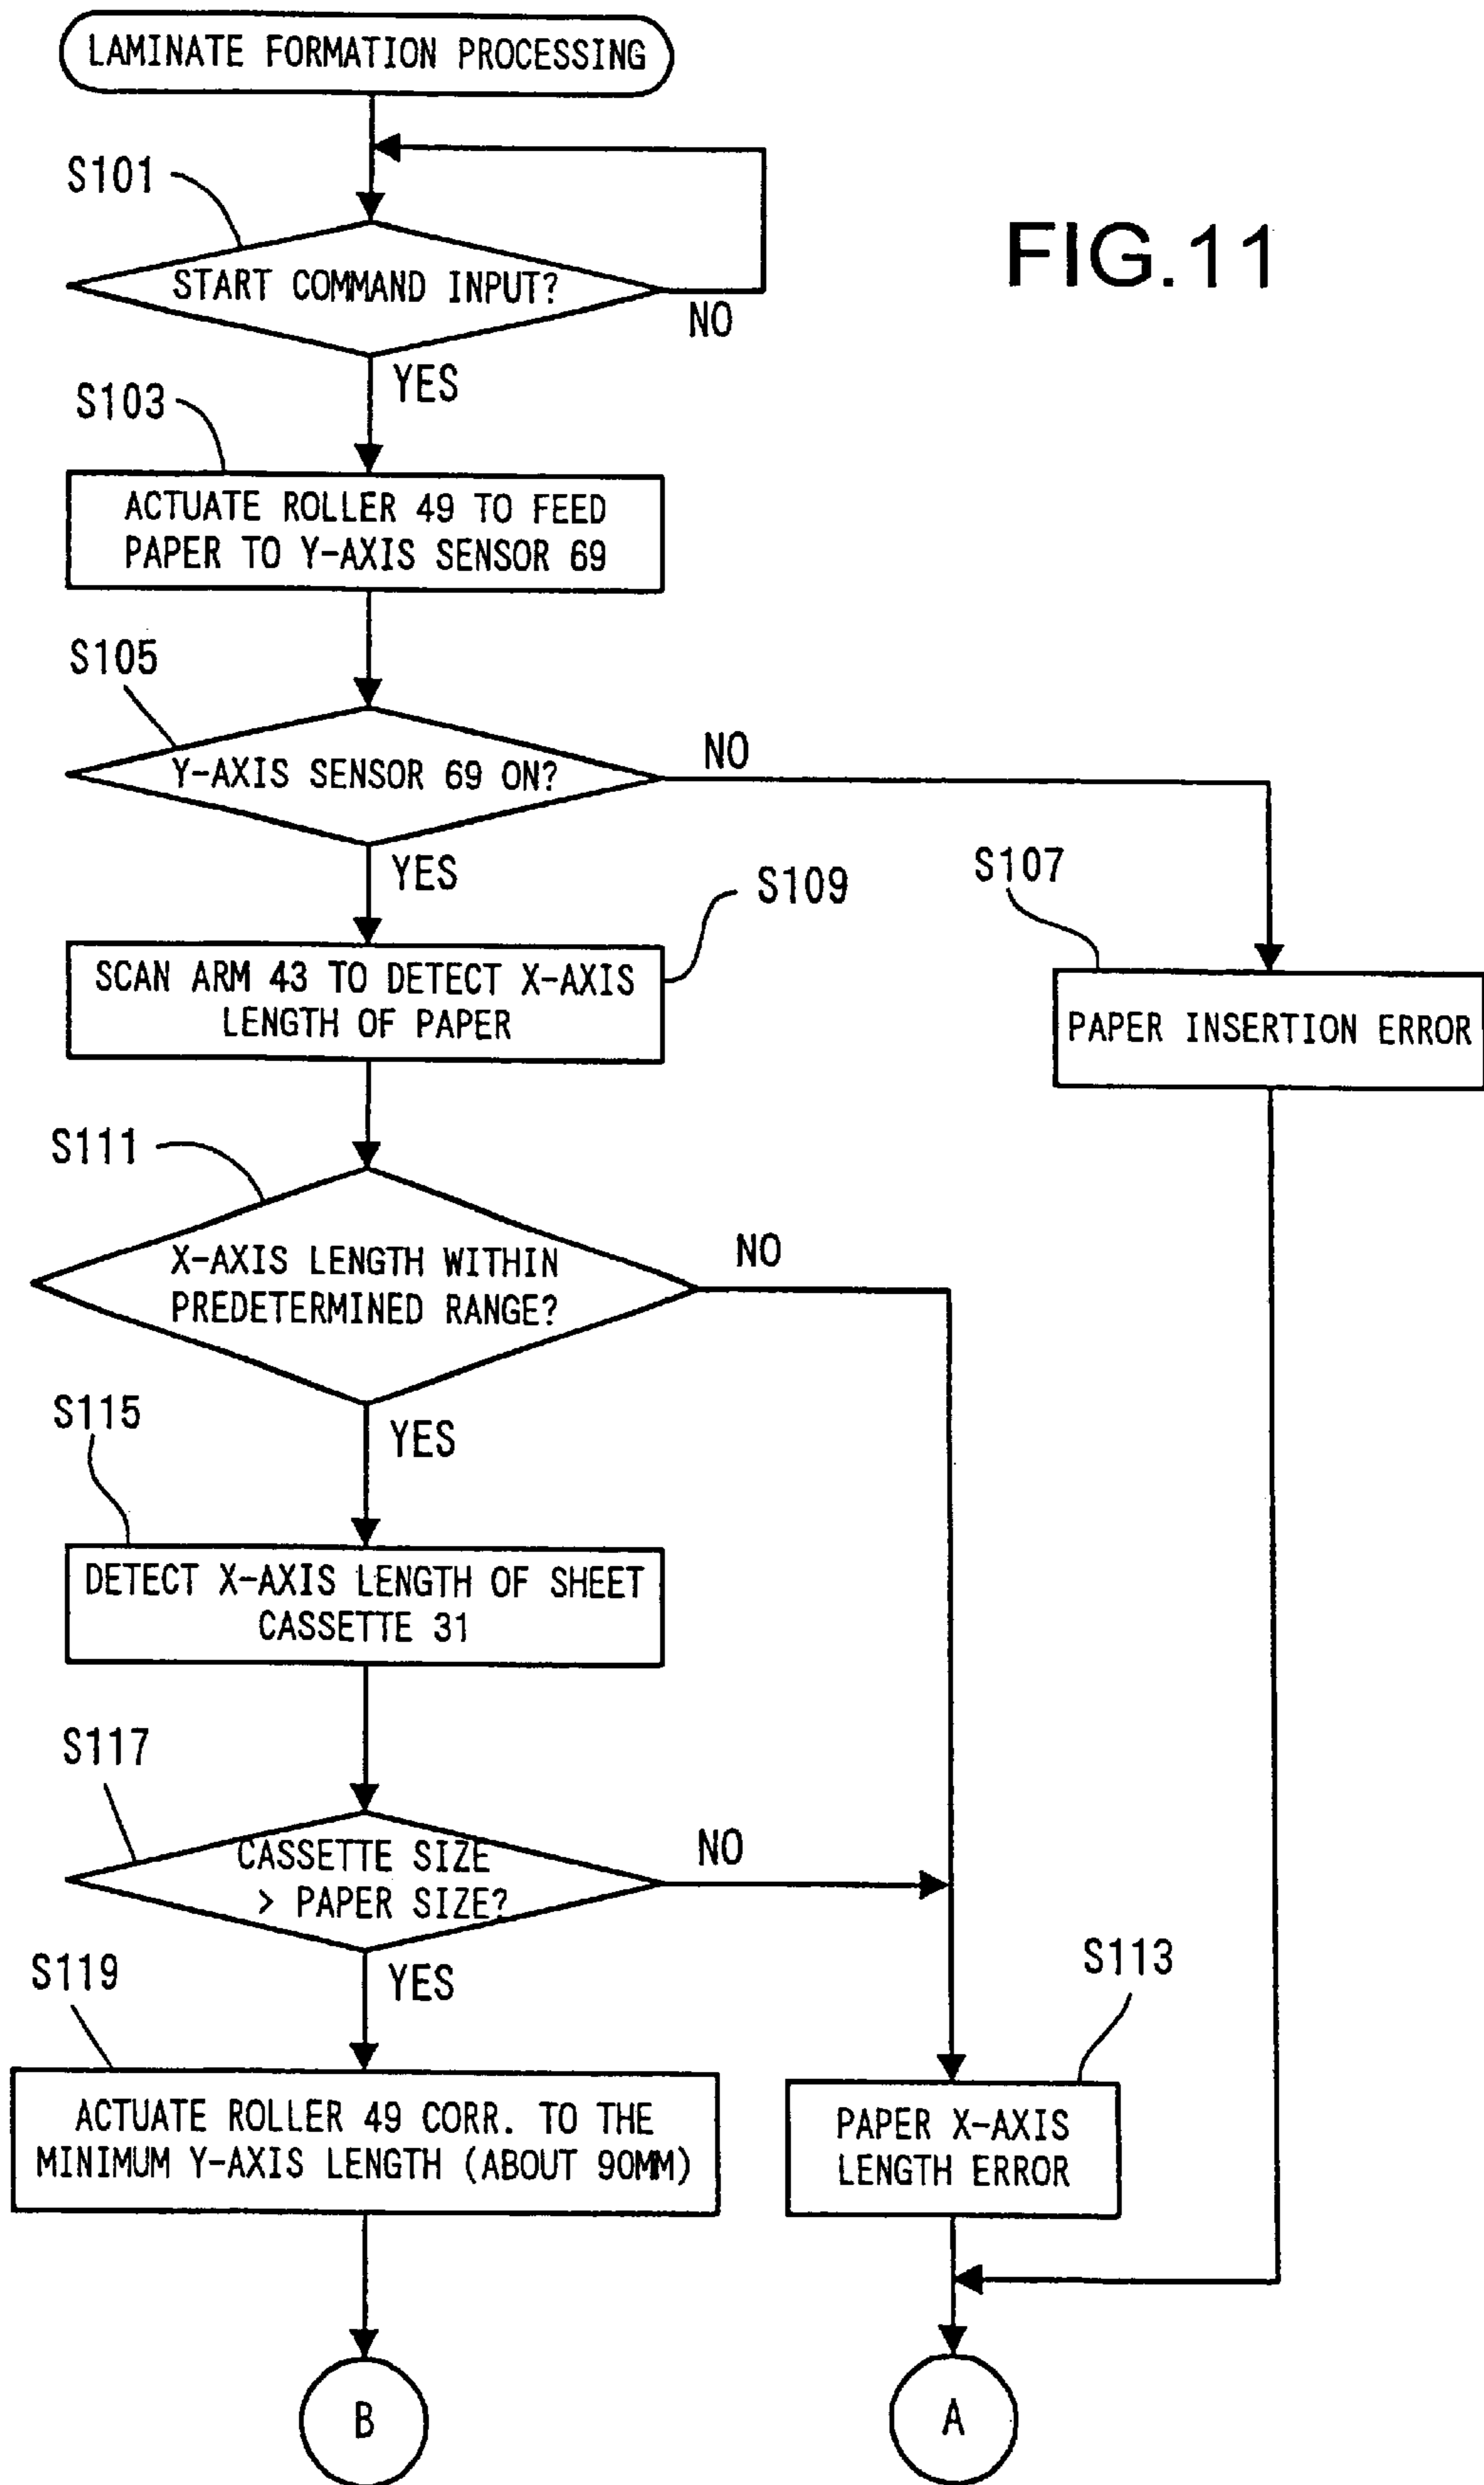 LAMINATE FORMATION PROCESSING
S101
FIG.11
START COMMAND INPUT?
NO
YES
S103
ACTUATE ROLLER 49 TO FEED
PAPER TO Y-AXIS SENSOR 69
S105
NO
Y-AXIS SENSOR 69 ON?
YES
S107
S109
SCAN ARM 43 TO DETECT X-AXIS
LENGTH OF PAPER
PAPER INSERTION ERROR
S111
NO
X-AXIS LENGTH WITHIN
PREDETERMINED RANGE?
S115
YES
DETECT X-AXIS LENGTH OF SHEET
CASSETTE 31
S117
NO
CASSETTE SIZE
> PAPER SIZE?
S119
YES
S113
ACTUATE ROLLER 49 CORR. TO THE
MINIMUM Y-AXIS LENGTH (ABOUT 90MM)
PAPER X-AXIS
LENGTH ERROR
B
A